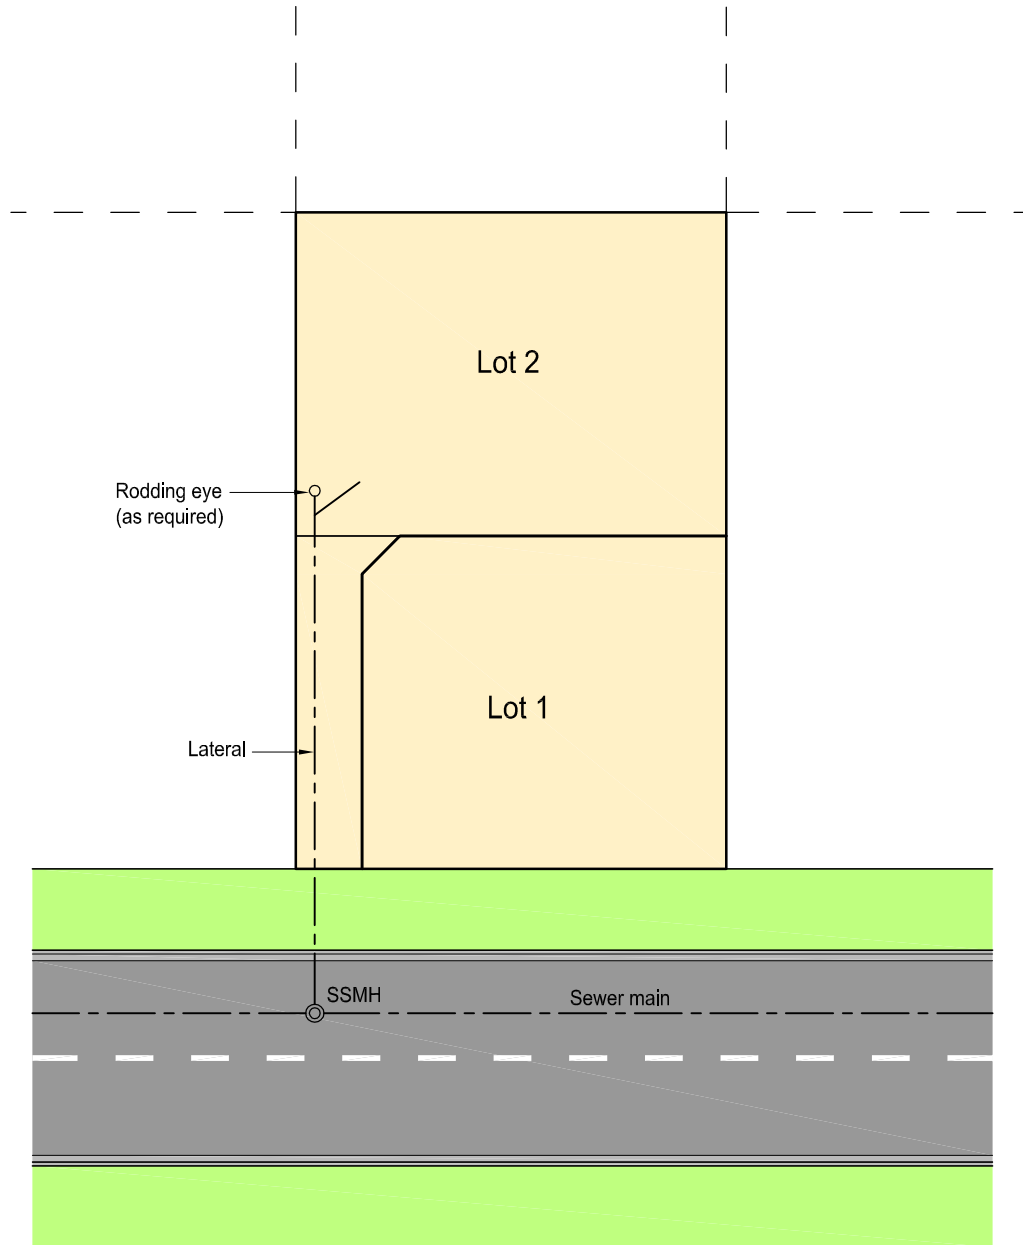 Lot 2
Rodding eye
(as required)
Lot 1
Lateral
SSMH
Sewer main